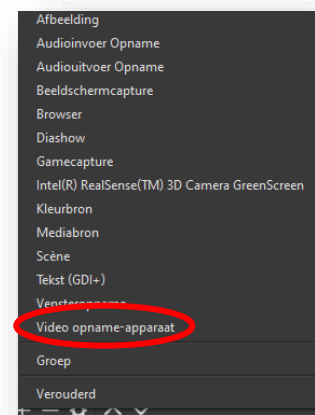 Afbeelding
Audioinvoer Opname
Audiouitvoer Opname
Beeldschermcapture
Browser
Diashow
Gamecapture
Intel(R) RealSense(TM) 3D Camera GreenScreen
Kleurbron
Mediabron
Scène
Tekst (GDI+)
Vensteropname
Video opname-apparaat
Groep
Verouderd